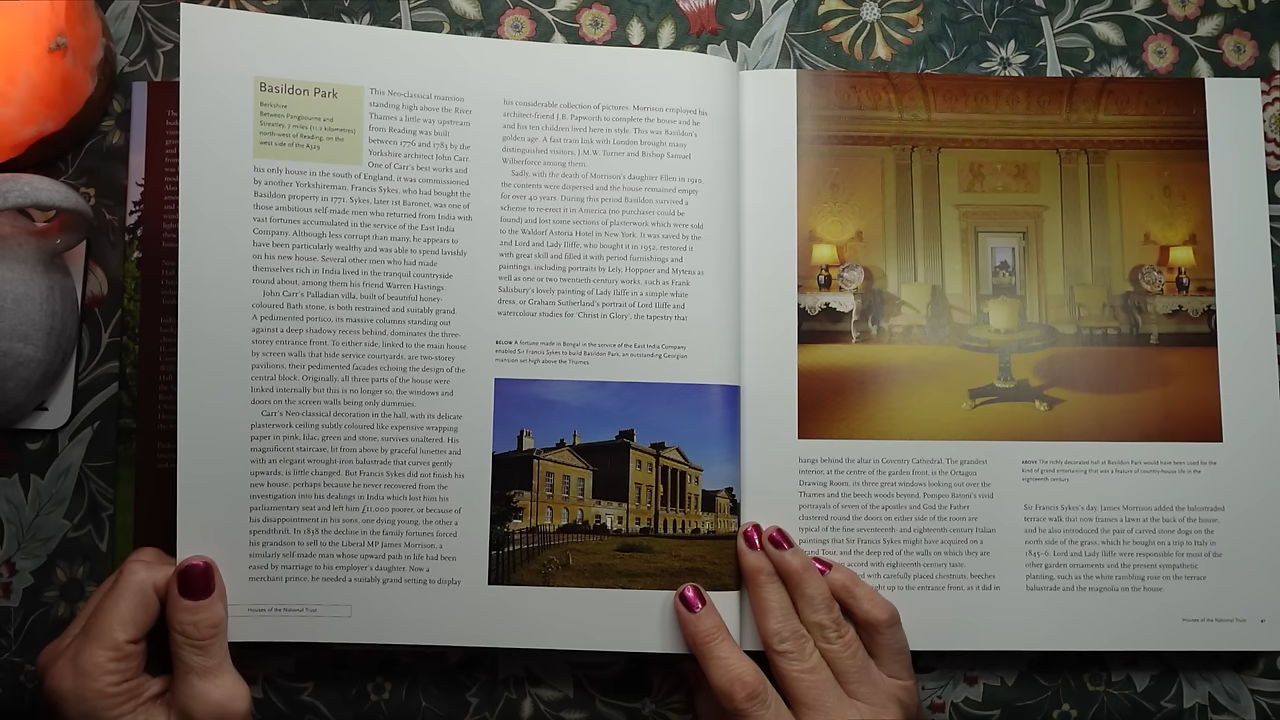 Basildon Park
Berkshire
Between Pangbourne and
Streatley, 7 miles (11.2 kilometres)
north-west of Reading, on the
west side of the A329
This Neo-classical mansion
standing high above the River
Thames a little way upstream
from Reading was built
between 1776 and 1783 by the
Yorkshire architect John Carr.
One of Carr's best works and
his only house in the south of England, it was commissioned
by another Yorkshireman, Francis Sykes, who had bought the
Basildon property in 1771. Sykes, later 1st Baronet, was one of
those ambitious self-made men who returned from India with
vast fortunes accumulated in the service of the East India
Company. Although less corrupt than many, he appears to
have been particularly wealthy and was able to spend lavishly
on his new house. Several other men who had made
themselves rich in India lived in the tranquil countryside
round about, among them his friend Warren Hastings.
John Carr's Palladian villa, built of beautiful honey-
coloured Bath stone, is both restrained and suitably grand.
A pedimented portico, its massive columns standing out
against a deep shadowy recess behind, dominates the three-
storey entrance front. To either side, linked to the main house
by screen walls that hide service courtyards, are two-storey
pavilions, their pedimented facades echoing the design of the
central block. Originally, all three parts of the house were
linked internally but this is no longer so, the windows and
doors on the screen walls being only dummies.
Carr's Neo-classical decoration in the hall, with its delicate
plasterwork ceiling subtly coloured like expensive wrapping
paper in pink, lilac, green and stone, survives unaltered. His
magnificent staircase, lit from above by graceful lunettes and
with an elegant wrought-iron balustrade that curves gently
upwards, is little changed. But Francis Sykes did not finish his
new house, perhaps because he never recovered from the
investigation into his dealings in India which lost him his
parliamentary seat and left him £11,000 poorer, or because of
his disappointment in his sons, one dying young, the other a
spendthrift. In 1838 the decline in the family fortunes forced
his grandson to sell to the Liberal MP James Morrison, a
similarly self-made man whose upward path in life had been
eased by marriage to his employer's daughter. Now a
merchant prince, he needed a suitably grand setting to display
Houses of the National Trust
his considerable collection of pictures. Morrison employed his
architect-friend J.B. Papworth to complete the house and he
and his ten children lived here in style. This was Basildon's
golden age. A fast train link with London brought many
distinguished visitors, J.M.W. Turner and Bishop Samuel
Wilberforce among them.
Sadly, with the death of Morrison's daughter Ellen in 1910,
the contents were dispersed and the house remained empty
for over 40 years. During this period Basildon survived a
scheme to re-erect it in America (no purchaser could be
found) and lost some sections of plasterwork which were sold
to the Waldorf Astoria Hotel in New York. It was saved by the
and Lord and Lady Iliffe, who bought it in 1952, restored it
with great skill and filled it with period furnishings and
paintings, including portraits by Lely, Hoppner and Mytens as
well as one or two twentieth-century works, such as Frank
Salisbury's lovely painting of Lady Iliffe in a simple white
dress, or Graham Sutherland's portrait of Lord Iliffe and
watercolour studies for 'Christ in Glory', the tapestry that
BELOW A fortune made in Bengal in the service of the East India Company
enabled Sir Francis Sykes to build Basildon Park, an outstanding Georgian
mansion set high above the Thames.
hangs behind the altar in Coventry Cathedral. The grandest
interior, at the centre of the garden front, is the Octagon
Drawing Room, its three great windows looking out over the
Thames and the beech woods beyond. Pompeo Batoni's vivid
portrayals of seven of the apostles and God the Father
clustered round the doors on either side of the room are
typical of the fine seventeenth- and eighteenth-century Italian
paintings that Sir Francis Sykes might have acquired on a
and Tour, and the deep red of the walls on which they are
accord with eighteenth-century taste.
ed with carefully placed chestnuts, beeches
ght up to the entrance front, as it did in
ABOVE The richly decorated hall at Basildon Park would have been used for the
kind of grand entertaining that was a feature of country-house life in the
eighteenth century.
Sir Francis Sykes's day. James Morrison added the balustraded
terrace walk that now frames a lawn at the back of the house,
and he also introduced the pair of carved stone dogs on the
north side of the grass, which he bought on a trip to Italy in
1845–6. Lord and Lady Iliffe were responsible for most of the
other garden ornaments and the present sympathetic
planting, such as the white rambling rose on the terrace
balustrade and the magnolia on the house.
Houses of the National Trust 41